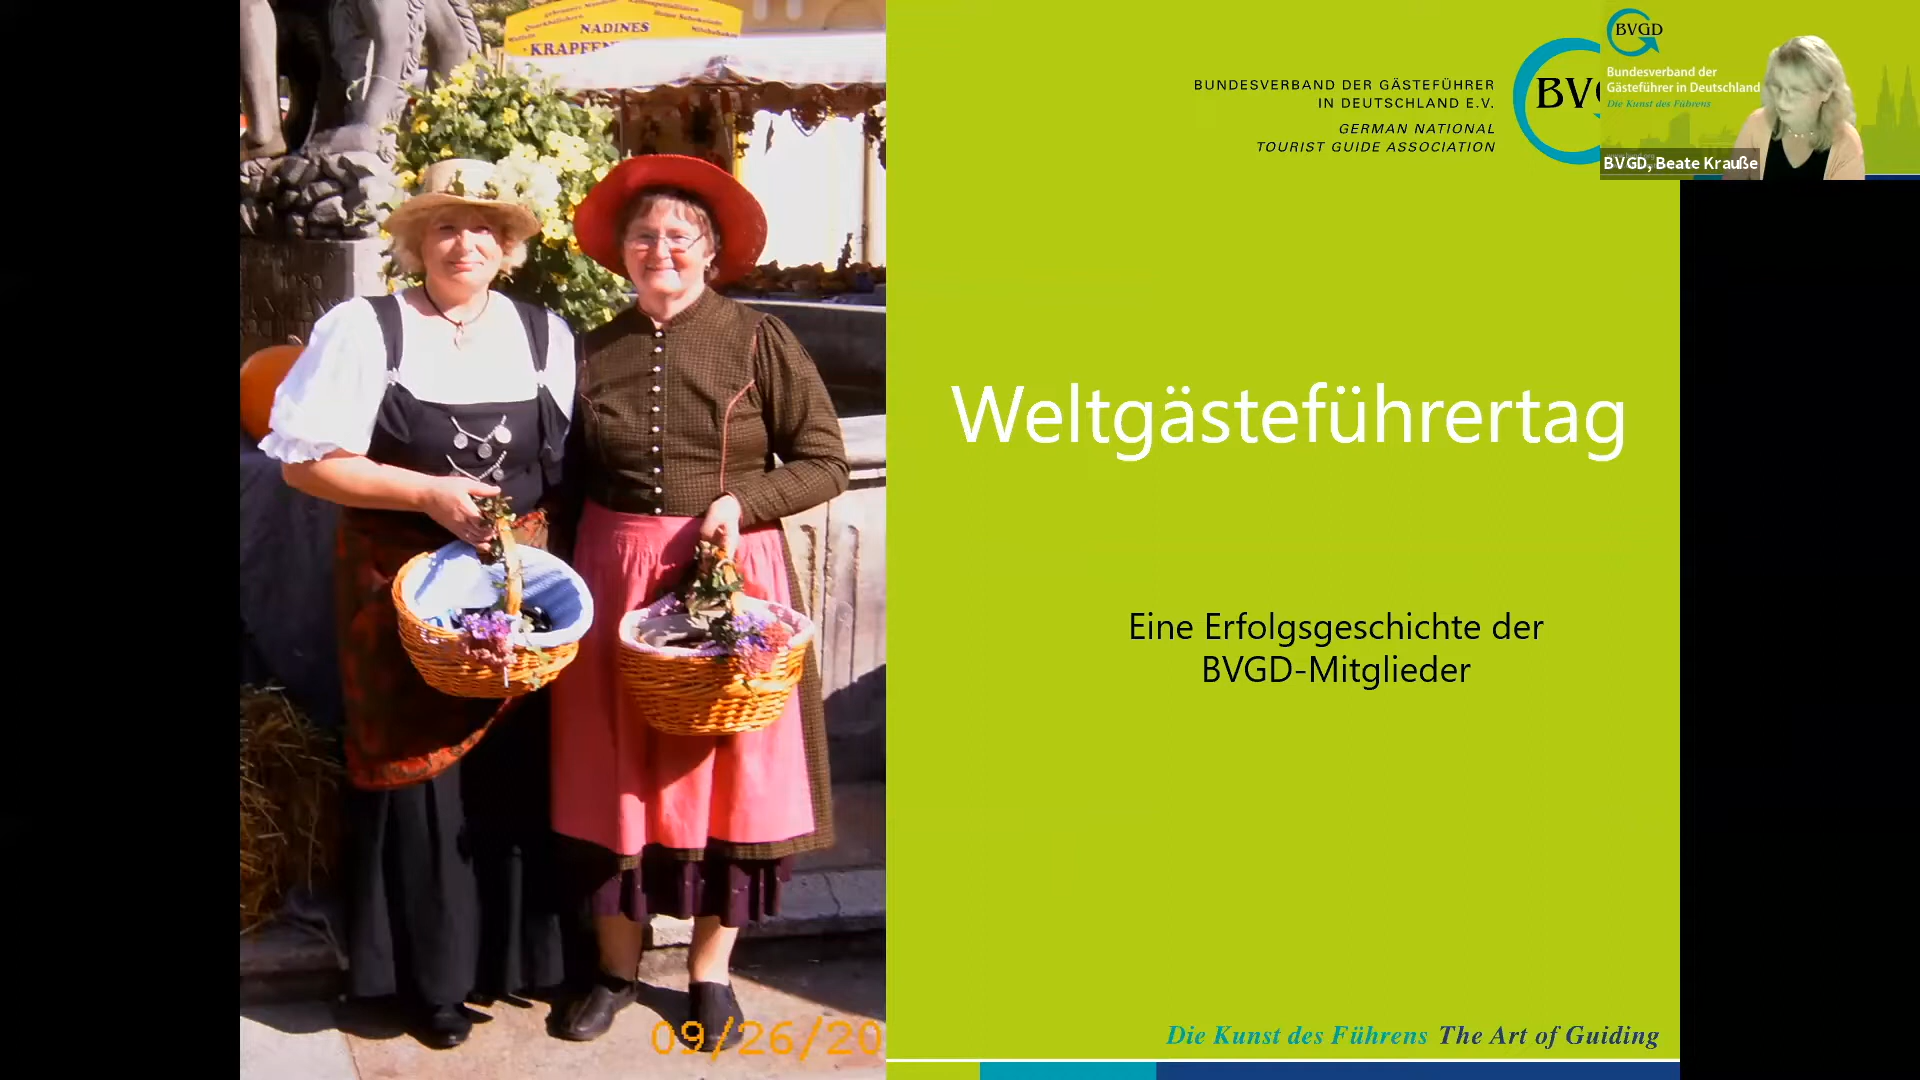 NADINES
KRAPFEN
BUNDESVERBAND DER GÄSTEFÜHRER
IN DEUTSCHLAND E.V.
GERMAN NATIONAL
TOURIST GUIDE ASSOCIATION
BVG
BVGD
Bundesverband der
Gästeführer in Deutschland
Die Kunst des Führens
BVGD, Beate Krauße
Weltgästeführertag
Eine Erfolgsgeschichte der
BVGD-Mitglieder
09/26/20
Die Kunst des Führens The Art of Guiding